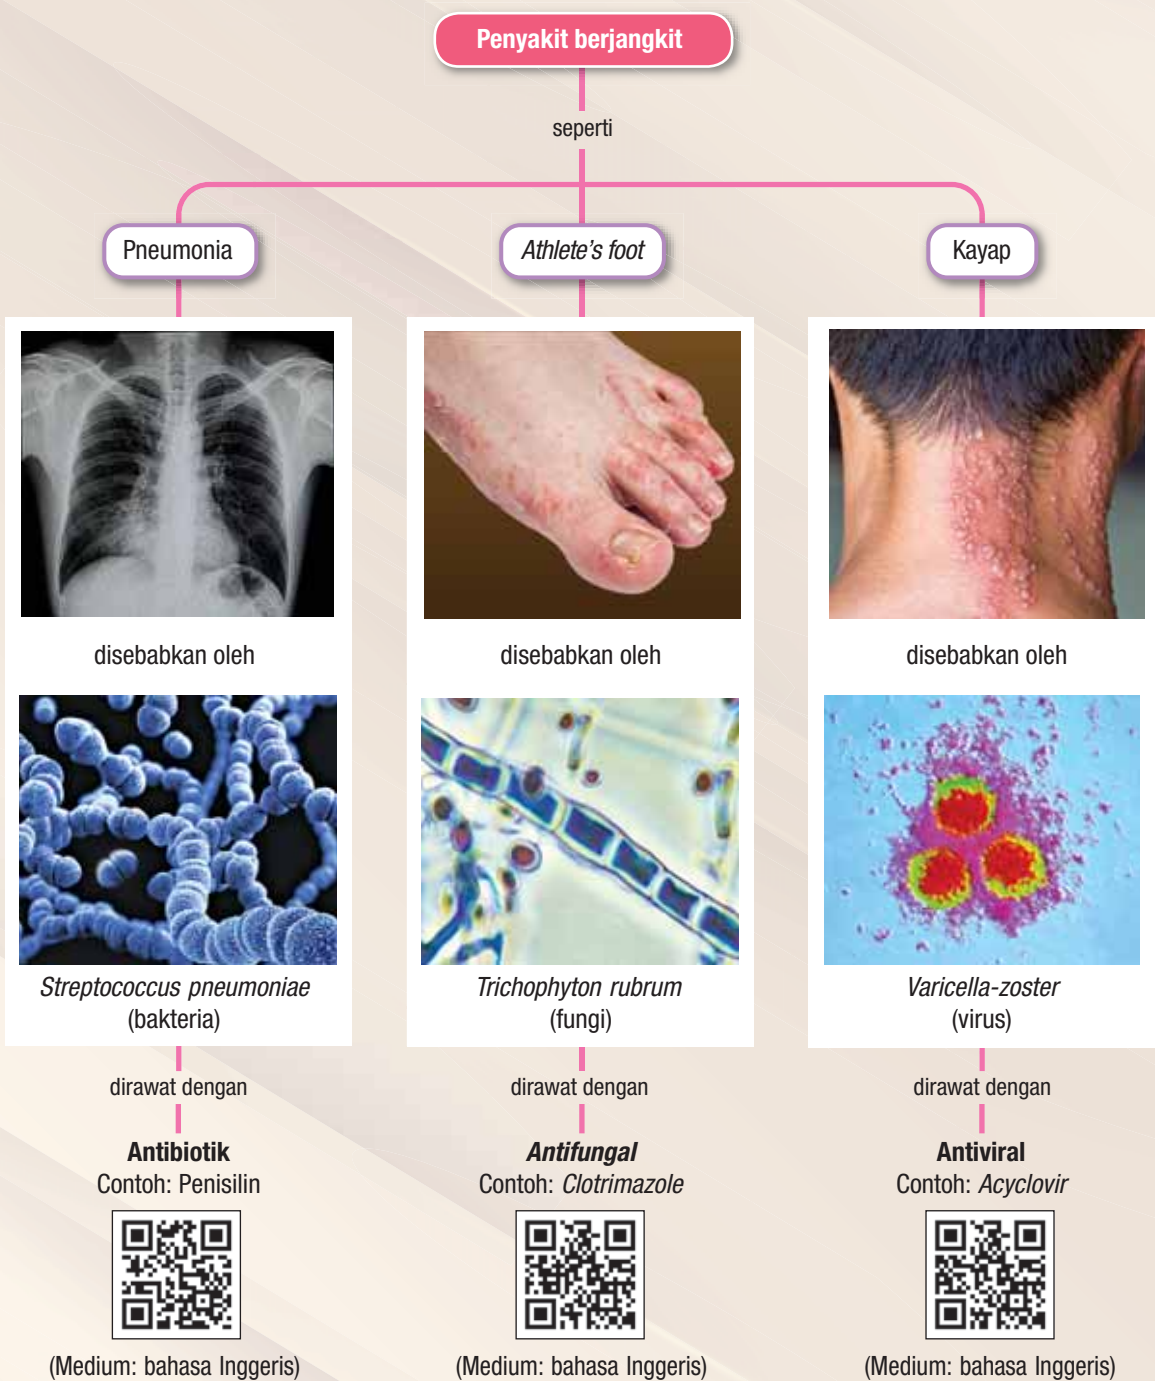 Penyakit berjangkit
seperti
Pneumonia
Athlete's foot
Kayap
disebabkan oleh
disebabkan oleh
disebabkan oleh
Streptococcus pneumoniae
(bakteria)
Trichophyton rubrum
(fungi)
Varicella-zoster
(virus)
dirawat dengan
dirawat dengan
dirawat dengan
Antibiotik
Contoh: Penisilin
Antifungal
Contoh: Clotrimazole
Antiviral
Contoh: Acyclovir
(Medium: bahasa Inggeris)
(Medium: bahasa Inggeris)
(Medium: bahasa Inggeris)